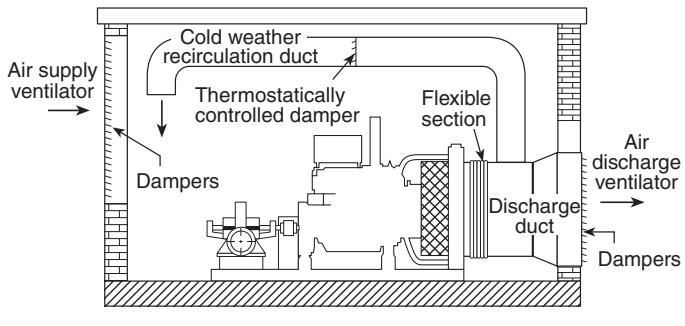 Cold weather
recirculation duct
Air supply
ventilator
Thermostatically
controlled damper
Flexible
section
Dampers
Air
discharge
ventilator
Discharge
duct
Dampers